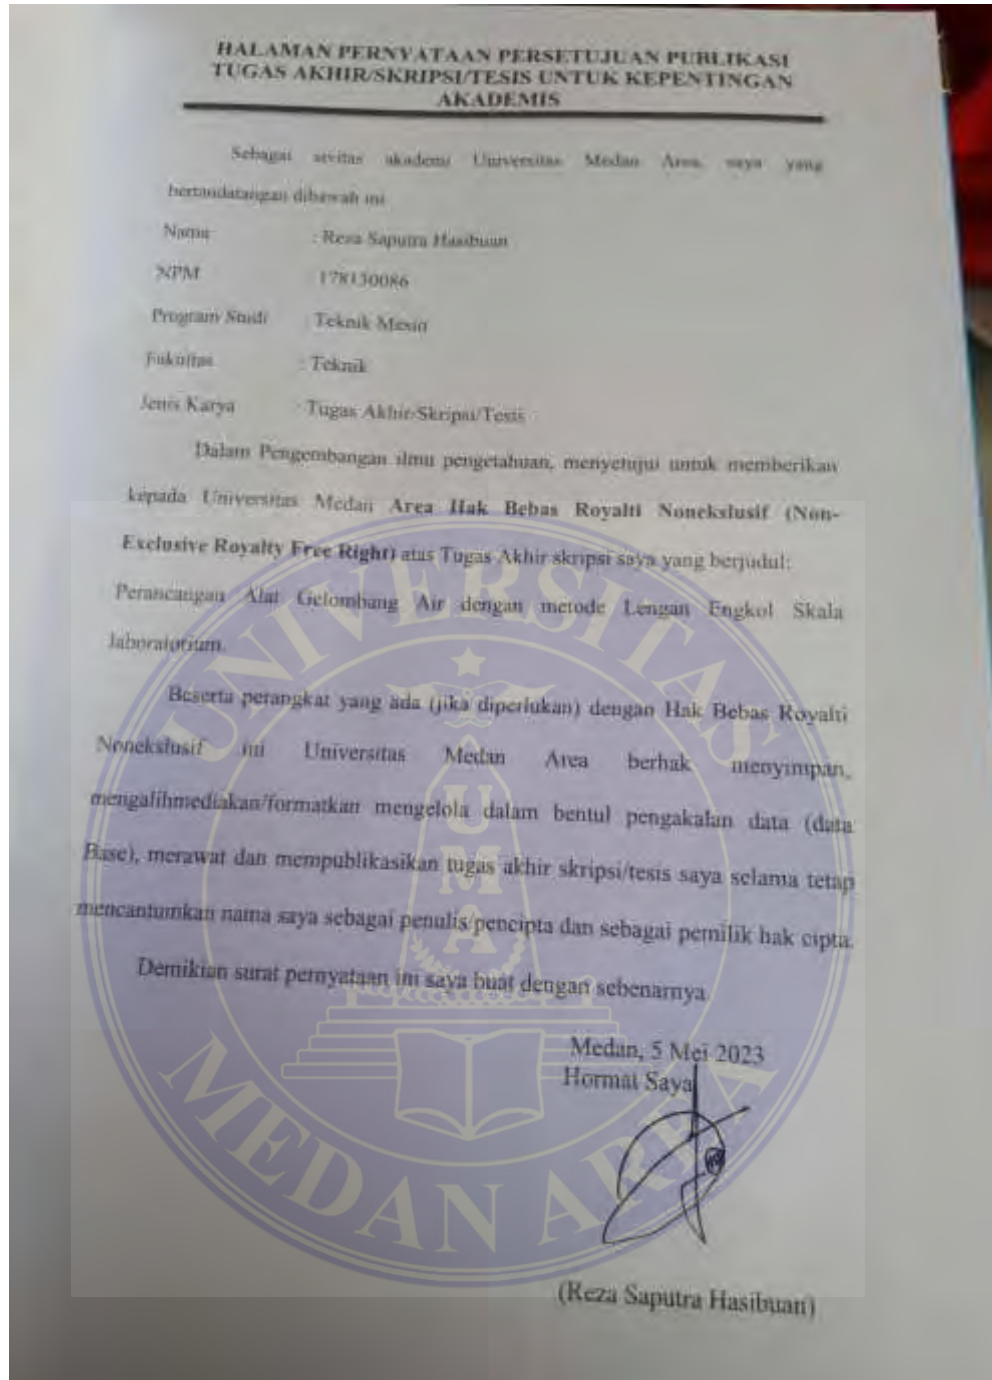 HALAMAN PERNYATAAN PERSETUJUAN PUBLIKASI
TUGAS AKHIR/SKRIPSI/TESIS UNTUK KEPENTINGAN
AKADEMIS
Sebagai sivitas akademi Universitas Medan Area, saya yang
bertandatangan dibawah ini
Nama : Reza Saputra Hasibuan
NPM 178130086
Program Studi Teknik Mesin
Fakultas : Teknik
Jenis Karya : Tugas Akhir/Skripsi/Tesis
Dalam Pengembangan ilmu pengetahuan, menyetujui untuk memberikan
kepada Universitas Medan Area Hak Bebas Royalti Nonekslusif (Non-
Exclusive Royalty Free Right) atas Tugas Akhir skripsi saya yang berjudul:
Perancangan Alat Gelombang Air dengan metode Lengan Engkol Skala
laboratorium.
Beserta perangkat yang ada (jika diperlukan) dengan Hak Bebas Royalti
Nonekslusif ini Universitas Medan Area berhak menyimpan,
mengalihmediakan/formatkan mengelola dalam bentul pengakalan data (data
Base), merawat dan mempublikasikan tugas akhir skripsi/tesis saya selama tetap
mencantumkan nama saya sebagai penulis/pencipta dan sebagai pemilik hak cipta.
Demikian surat pernyataan ini saya buat dengan sebenarnya
Medan, 5 Mei 2023
Hormat Saya
(Reza Saputra Hasibuan)
UNIVERSITAS
UMA
MEDAN AREA